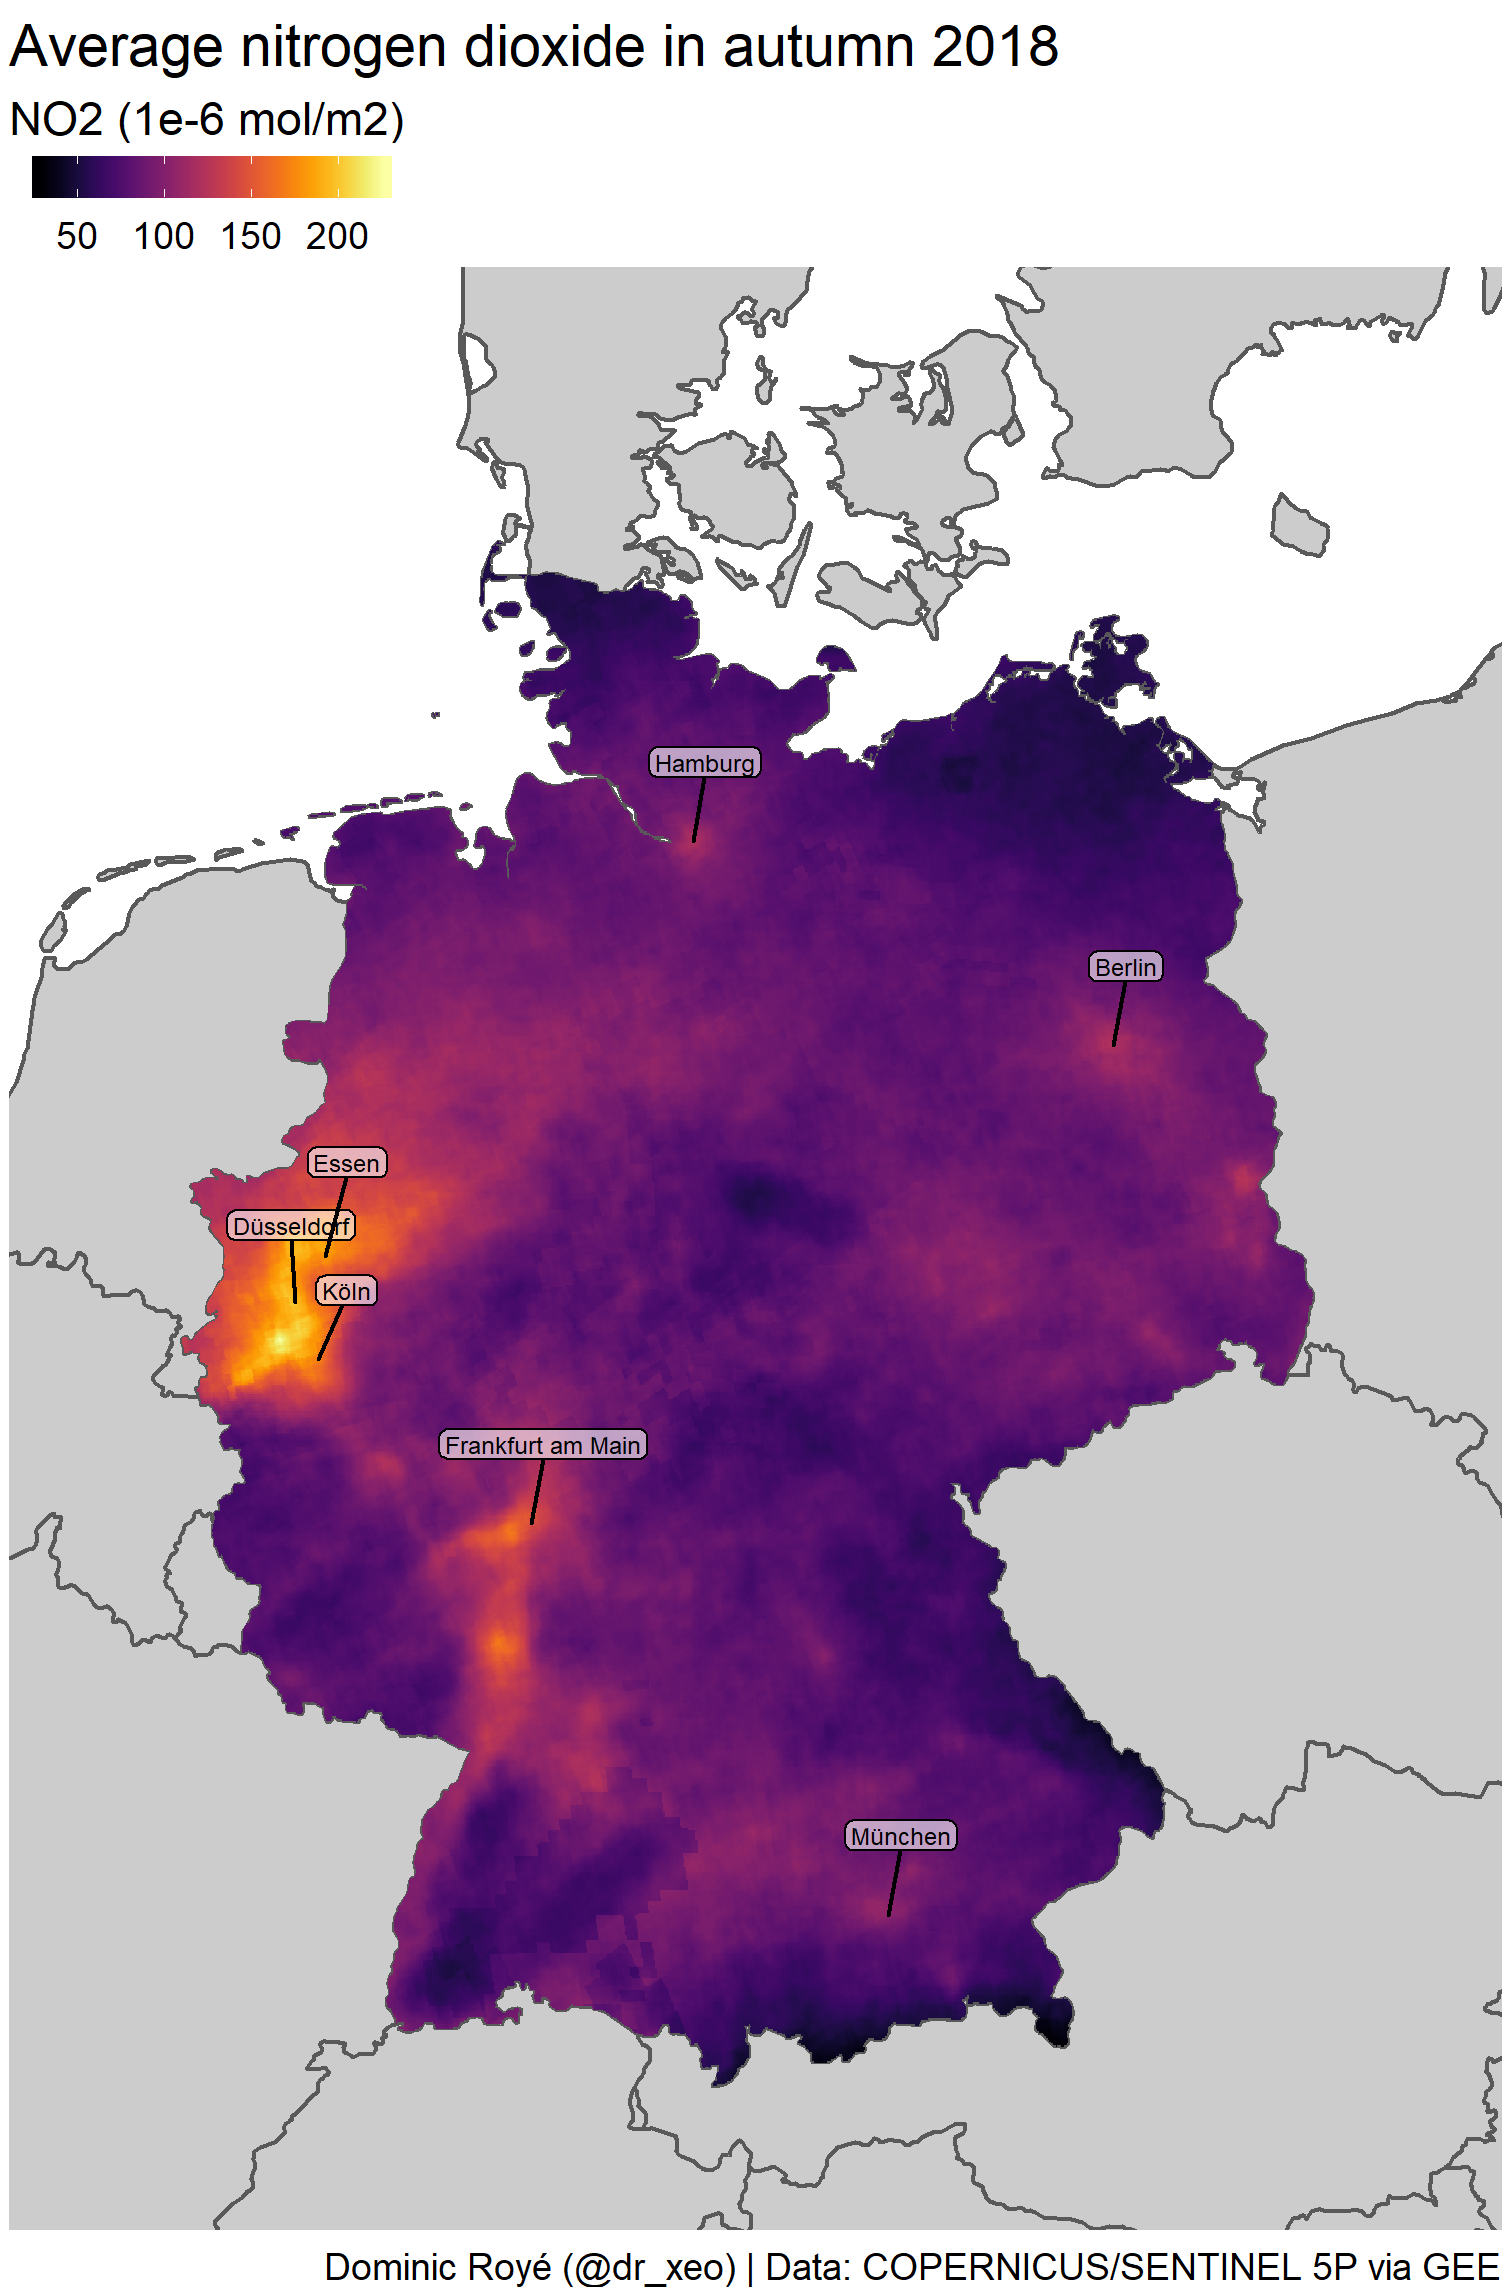 Average nitrogen dioxide in autumn 2018
NO2 (1e-6 mol/m2)
50 100 150 200
Hamburg
Berlin
Essen
Düsseldorf
Köln
Frankfurt am Main
München
Dominic Royé (@dr_xeo) | Data: COPERNICUS/SENTINEL 5P via GEE